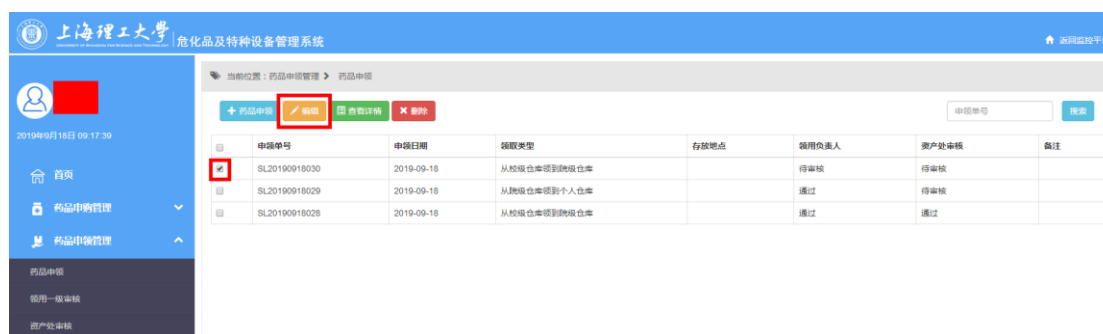 上海理工大学 危化品及特种设备管理系统
返回监控平
当前位置：药品申领管理 药品申领
药品申领 编辑 查看详情 删除 申领单号 搜索
2019年9月18日 09:17:39
申领单号 申领日期 领取类型 存放地点 领用负责人 资产处审核 备注
SL20190918030 2019-09-18 从校级仓库领到院级仓库 待审核 待审核
SL20190918029 2019-09-18 从院级仓库领到个人仓库 通过 待审核
SL20190918028 2019-09-18 从校级仓库领到院级仓库 通过 通过
首页
药品申购管理
药品申领管理
药品申领
领用一级审核
资产处审核